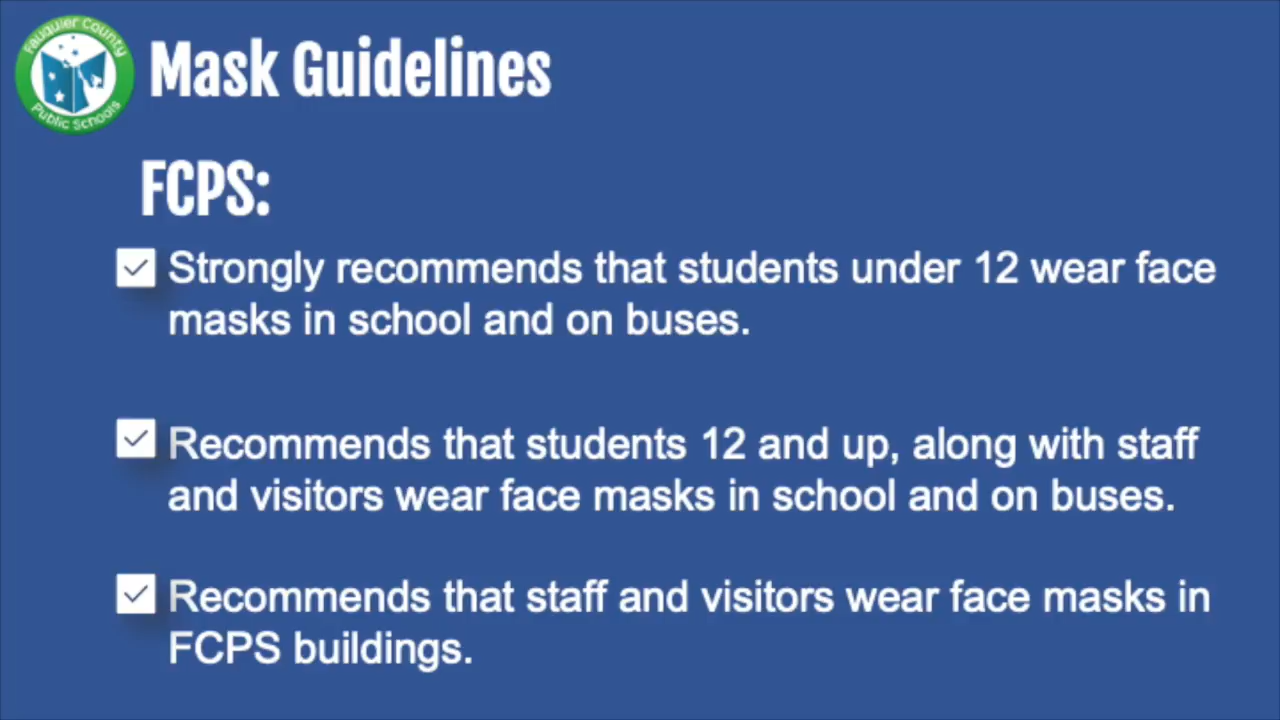 Fauquier County
Public Schools
Mask Guidelines
FCPS:
Strongly recommends that students under 12 wear face
masks in school and on buses.
Recommends that students 12 and up, along with staff
and visitors wear face masks in school and on buses.
Recommends that staff and visitors wear face masks in
FCPS buildings.